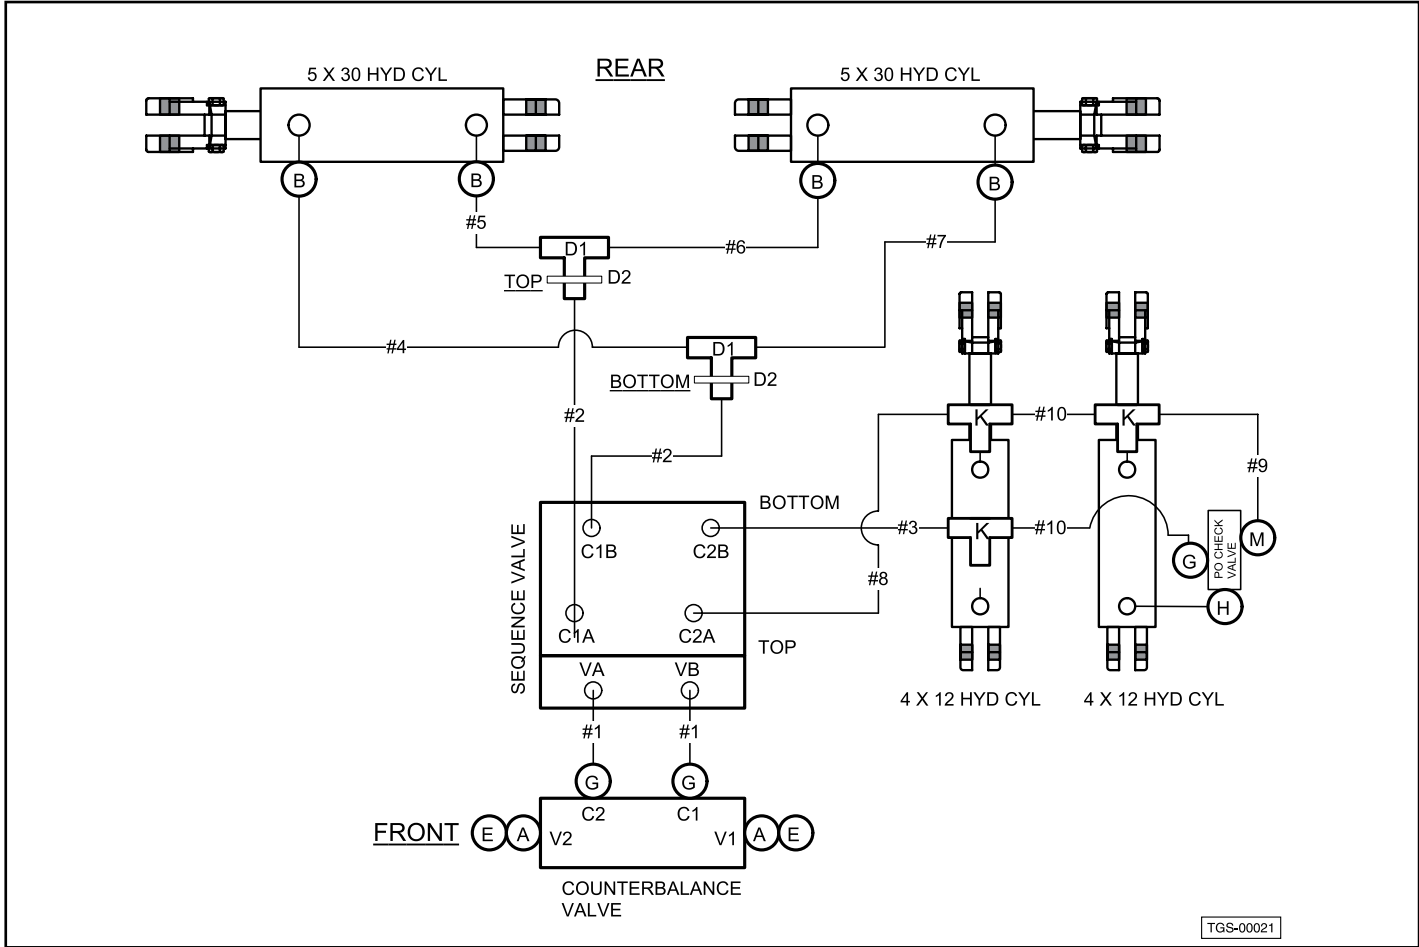 REAR
5 X 30 HYD CYL
5 X 30 HYD CYL
B
B
B
B
#5
#6
#7
D1
TOP
D2
#4
D1
BOTTOM
D2
#2
#2
K
#10
K
#9
BOTTOM
C1B
C2B
#3
K
#10
#8
G
PO CHECK
VALVE
M
H
SEQUENCE VALVE
C1A
C2A
TOP
VA
VB
4 X 12 HYD CYL
4 X 12 HYD CYL
#1
#1
G
G
C2
C1
FRONT
E
A
V2
V1
A
E
COUNTERBALANCE
VALVE
TGS-00021